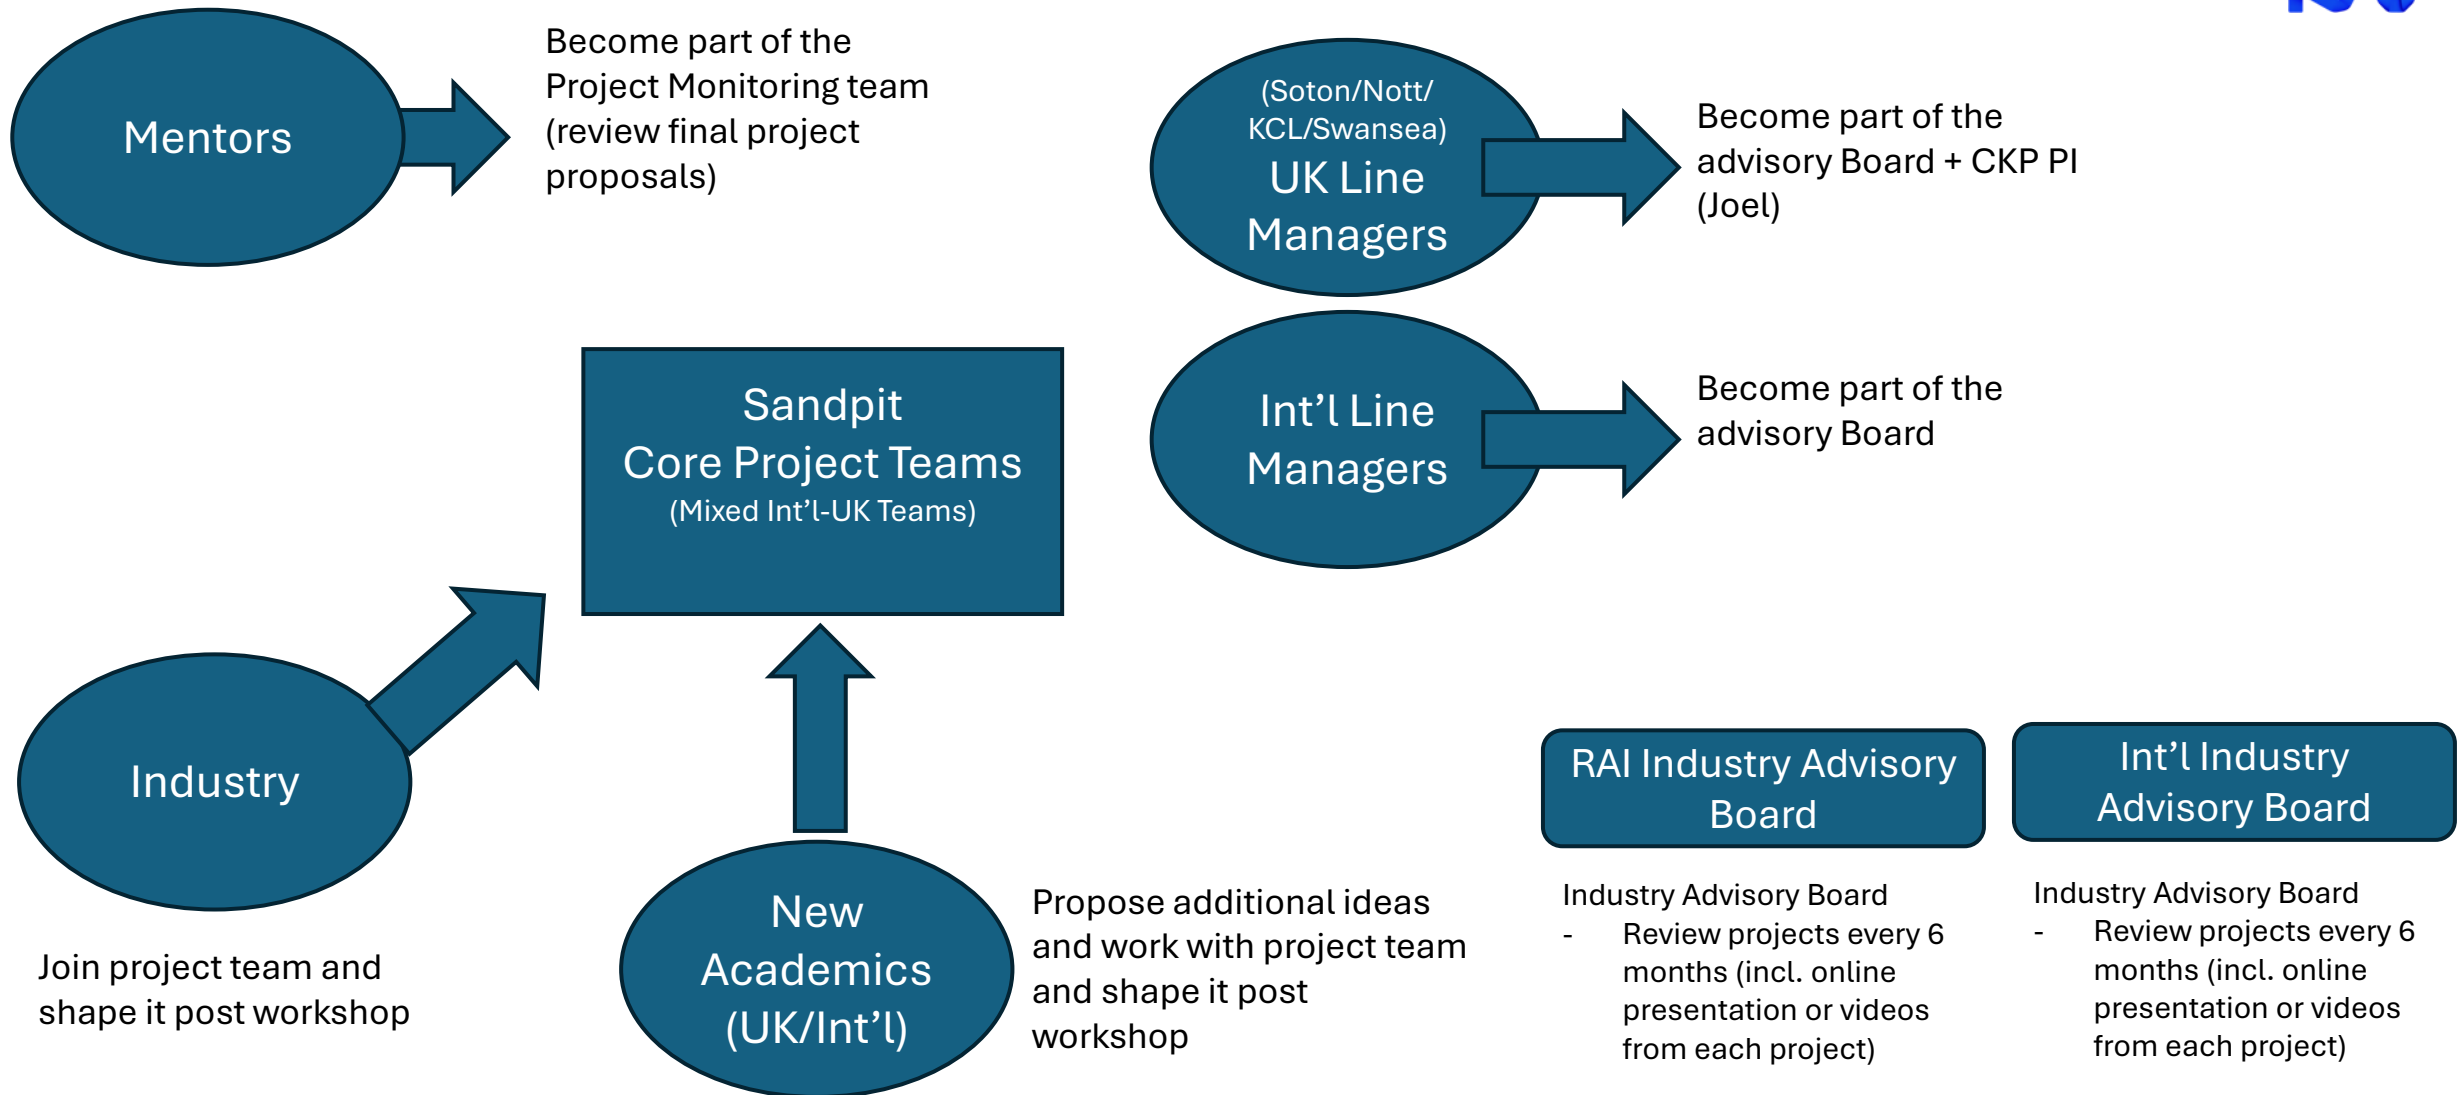 Mentors
Become part of the
Project Monitoring team
(review final project
proposals)
(Soton/Nott/
KCL/Swansea)
UK Line
Managers
Become part of the
advisory Board + CKP PI
(Joel)
Sandpit
Core Project Teams
(Mixed Int’l-UK Teams)
Int’l Line
Managers
Become part of the
advisory Board
Industry
Join project team and
shape it post workshop
New
Academics
(UK/Int’l)
Propose additional ideas
and work with project team
and shape it post
workshop
RAI Industry Advisory
Board
Industry Advisory Board
- Review projects every 6
months (incl. online
presentation or videos
from each project)
Int’l Industry
Advisory Board
Industry Advisory Board
- Review projects every 6
months (incl. online
presentation or videos
from each project)